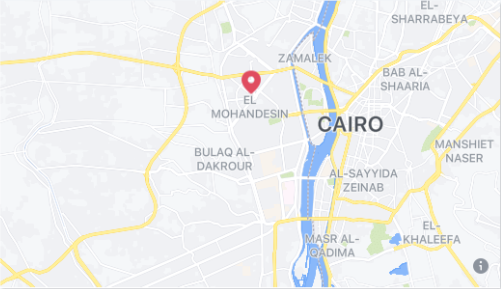 EL-
SHARRABEYA
ZAMALEK
BAB AL-
SHAARIA
EL
MOHANDESIN
CAIRO
MANSHIET
NASER
BULAQ AL-
DAKROUR
AL-SAYYIDA
ZEINAB
EL-
KHALEEFA
MASR AL-
QADIMA
i